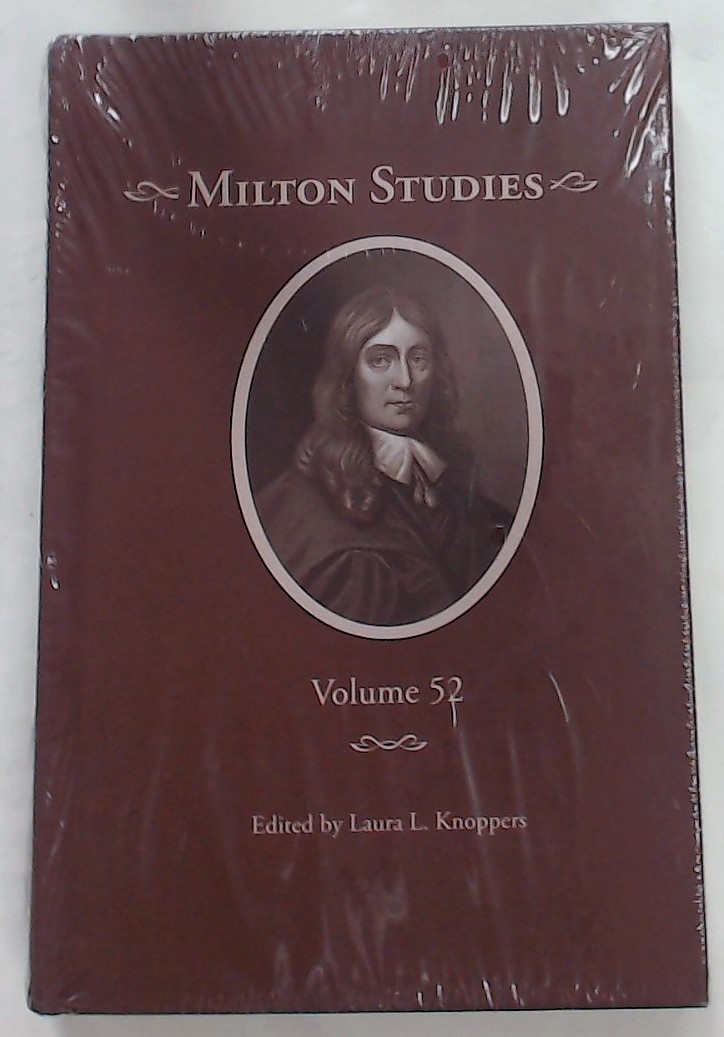 MILTON STUDIES
Volume 52
Edited by Laura L. Knoppers